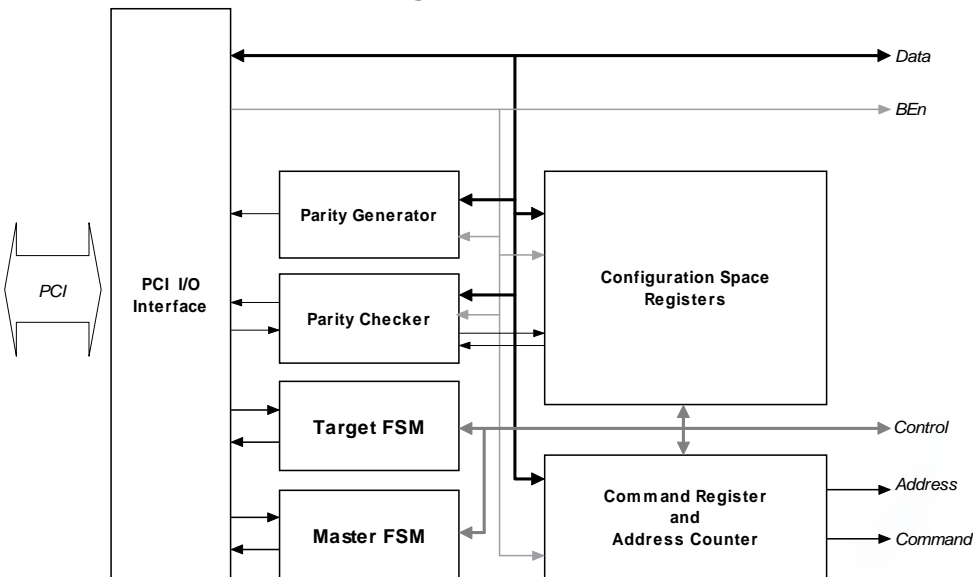 Data
BEn
Parity Generator
Configuration Space
Registers
PCI
PCI I/O
Interface
Parity Checker
Target FSM
Control
Command Register
and
Address Counter
Address
Master FSM
Command